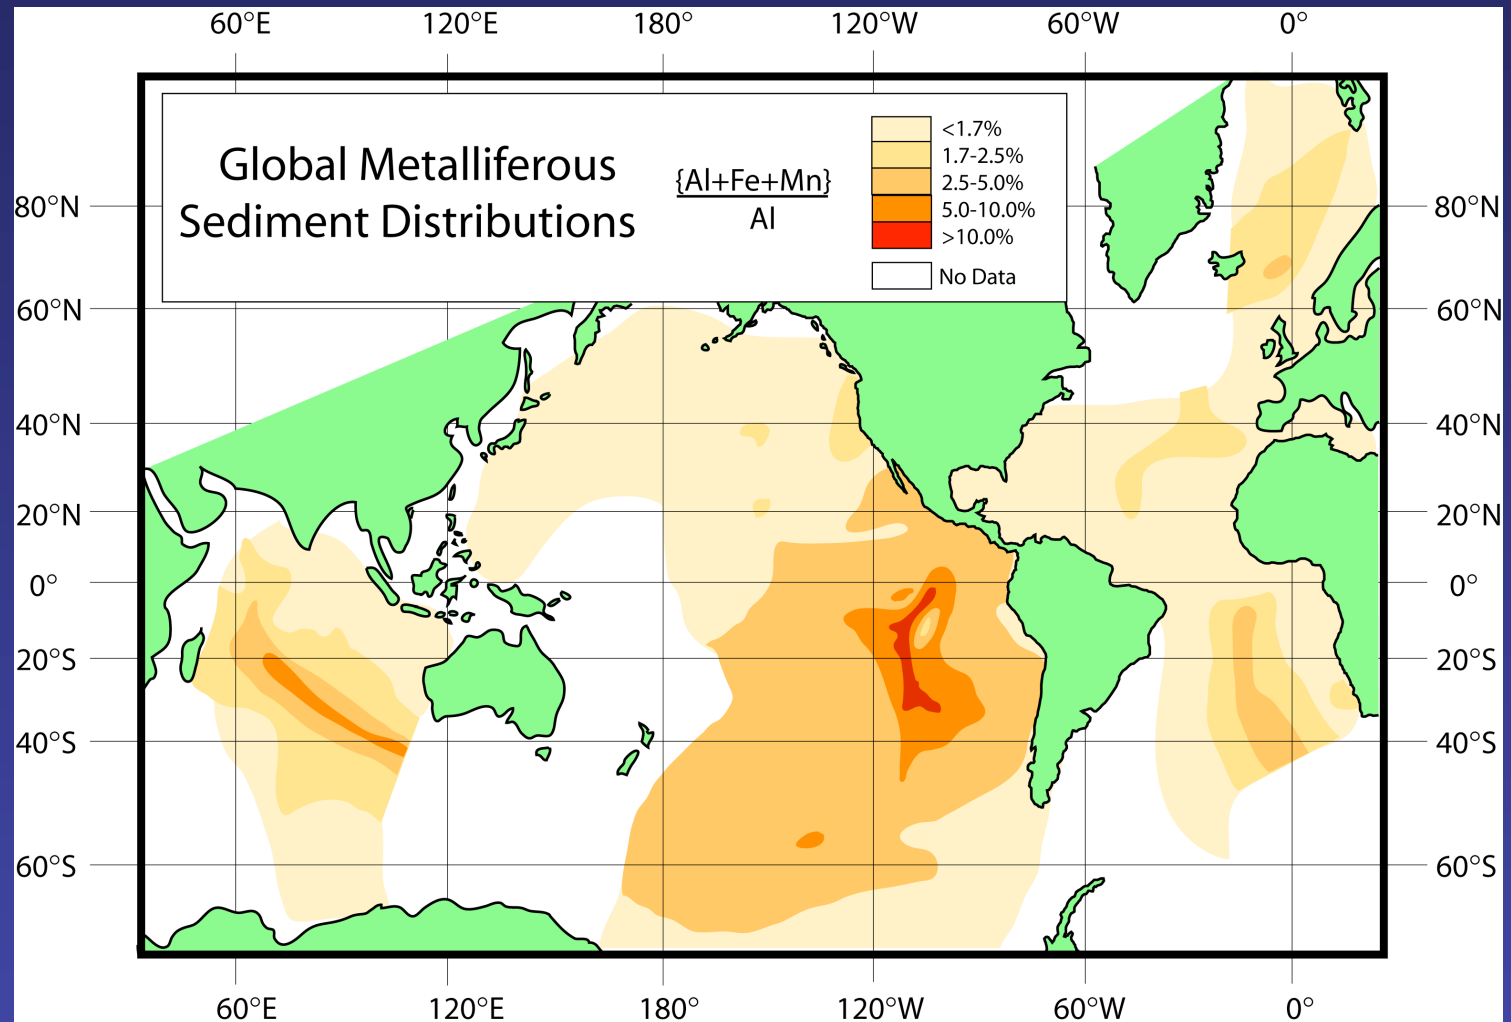 60°E 120°E 180° 120°W 60°W 0°
Global Metalliferous
Sediment Distributions
{Al+Fe+Mn}
Al
<1.7%
1.7-2.5%
2.5-5.0%
5.0-10.0%
>10.0%
No Data
80°N 80°N
60°N 60°N
40°N 40°N
20°N 20°N
0° 0°
20°S 20°S
40°S 40°S
60°S 60°S
60°E 120°E 180° 120°W 60°W 0°